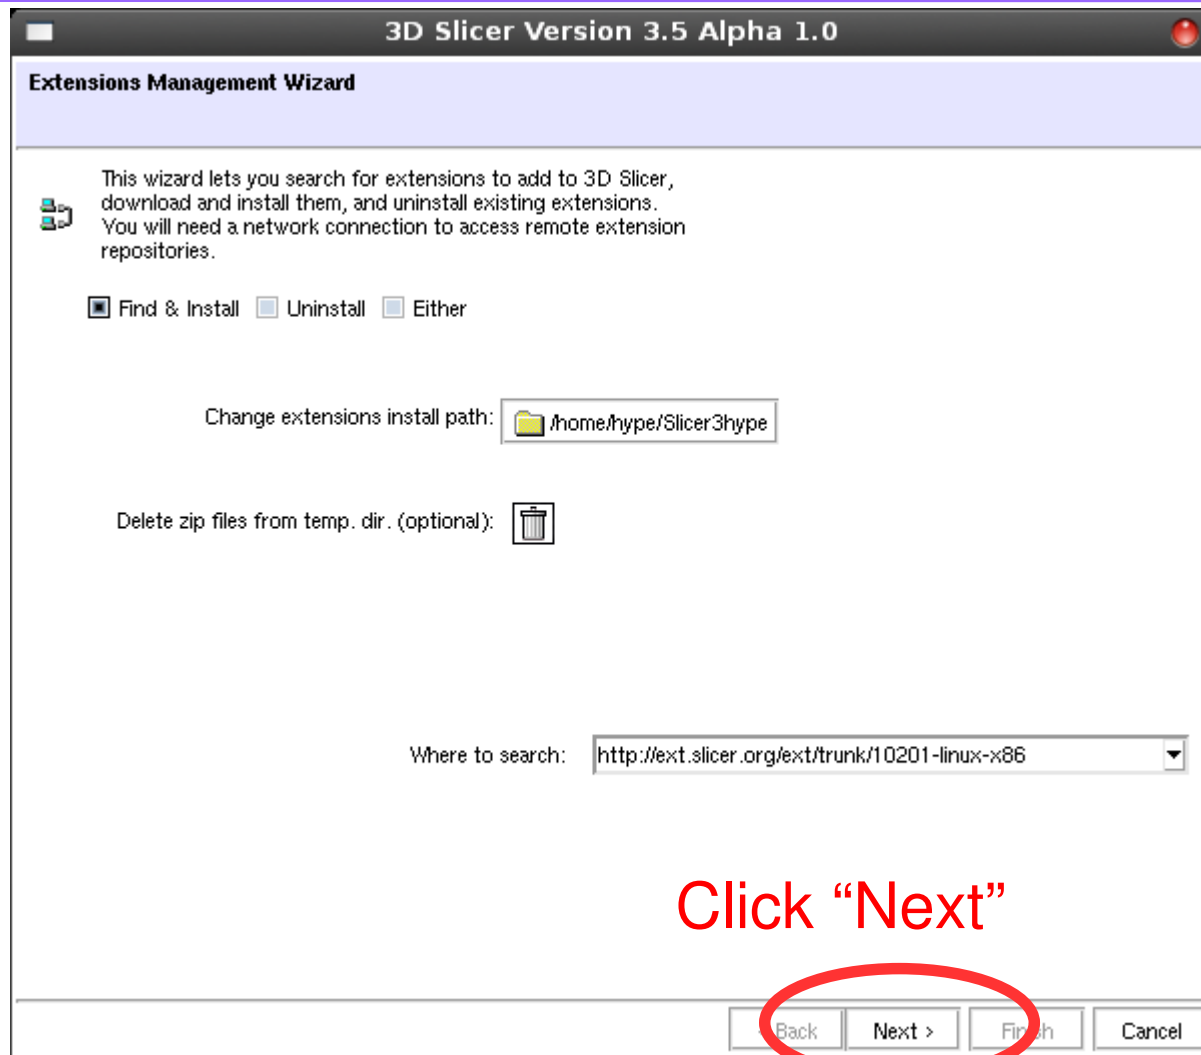 3D Slicer Version 3.5 Alpha 1.0
Extensions Management Wizard
This wizard lets you search for extensions to add to 3D Slicer,
download and install them, and uninstall existing extensions.
You will need a network connection to access remote extension
repositories.
Find & Install Uninstall Either
Change extensions install path: /home/hype/Slicer3hype
Delete zip files from temp. dir. (optional):
Where to search: http://ext.slicer.org/ext/trunk/10201-linux-x86
Click “Next”
< Back Next > Finish Cancel